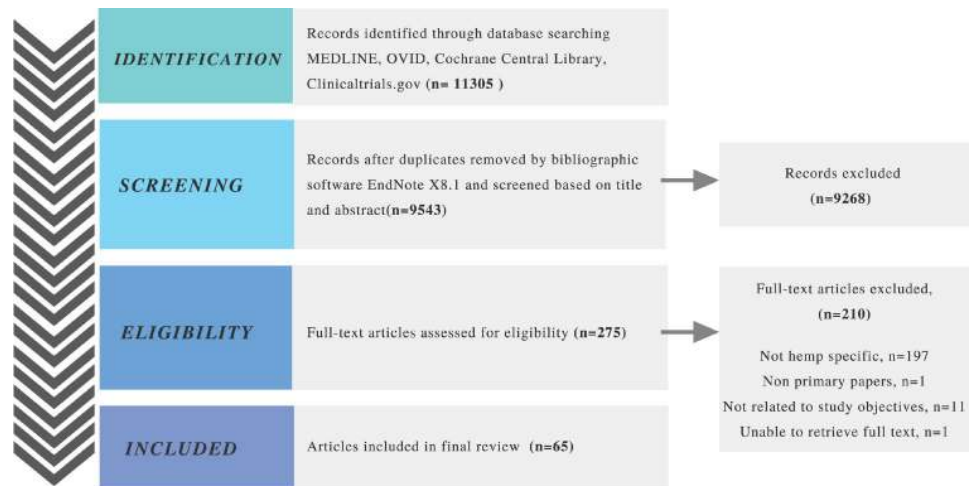 IDENTIFICATION
Records identified through database searching
MEDLINE, OVID, Cochrane Central Library,
Clinicaltrials.gov (n= 11305 )
SCREENING
Records after duplicates removed by bibliographic
software EndNote X8.1 and screened based on title
and abstract(n=9543)
Records excluded
(n=9268)
ELIGIBILITY
Full-text articles assessed for eligibility (n=275)
Full-text articles excluded,
(n=210)
Not hemp specific, n=197
Non primary papers, n=1
Not related to study objectives, n=11
Unable to retrieve full text, n=1
INCLUDED
Articles included in final review (n=65)